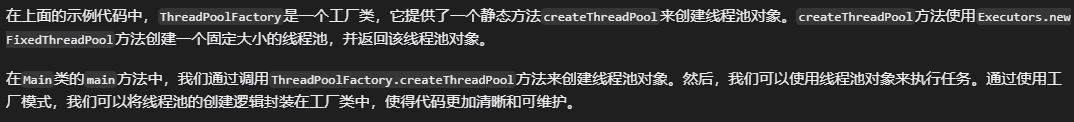 在上面的示例代码中，ThreadPoolFactory是一个工厂类，它提供了一个静态方法createThreadPool来创建线程池对象。createThreadPool方法使用Executors.new
FixedThreadPool方法创建一个固定大小的线程池，并返回该线程池对象。
在Main类的main方法中，我们通过调用ThreadPoolFactory.createThreadPool方法来创建线程池对象。然后，我们可以使用线程池对象来执行任务。通过使用工
厂模式，我们可以将线程池的创建逻辑封装在工厂类中，使得代码更加清晰和可维护。